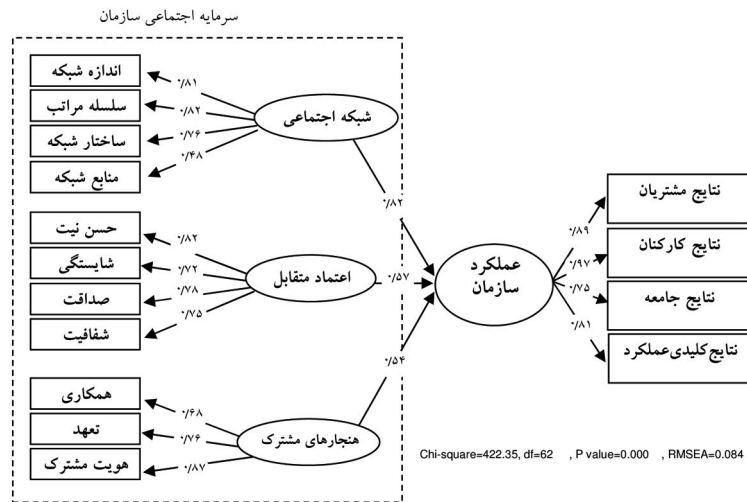 سرمایه اجتماعی سازمان
اندازه شبکه
سلسله مراتب
ساختار شبکه
منابع شبکه
۰/۸۱
۰/۸۲
۰/۷۶
۰/۴۸
شبکه اجتماعی
حسن نیت
شایستگی
صداقت
شفافیت
۰/۸۲
۰/۷۲
۰/۷۸
۰/۷۵
اعتماد متقابل
همکاری
تعهد
هویت مشترک
۰/۶۸
۰/۷۶
۰/۸۷
هنجارهای مشترک
۰/۸۲
۰/۵۷
۰/۵۴
عملکرد
سازمان
۰/۸۹
۰/۹۷
۰/۷۵
۰/۸۱
نتایج مشتریان
نتایج کارکنان
نتایج جامعه
نتایج کلیدی عملکرد
Chi-square=422.35, df=62 , P value=0.000 , RMSEA=0.084